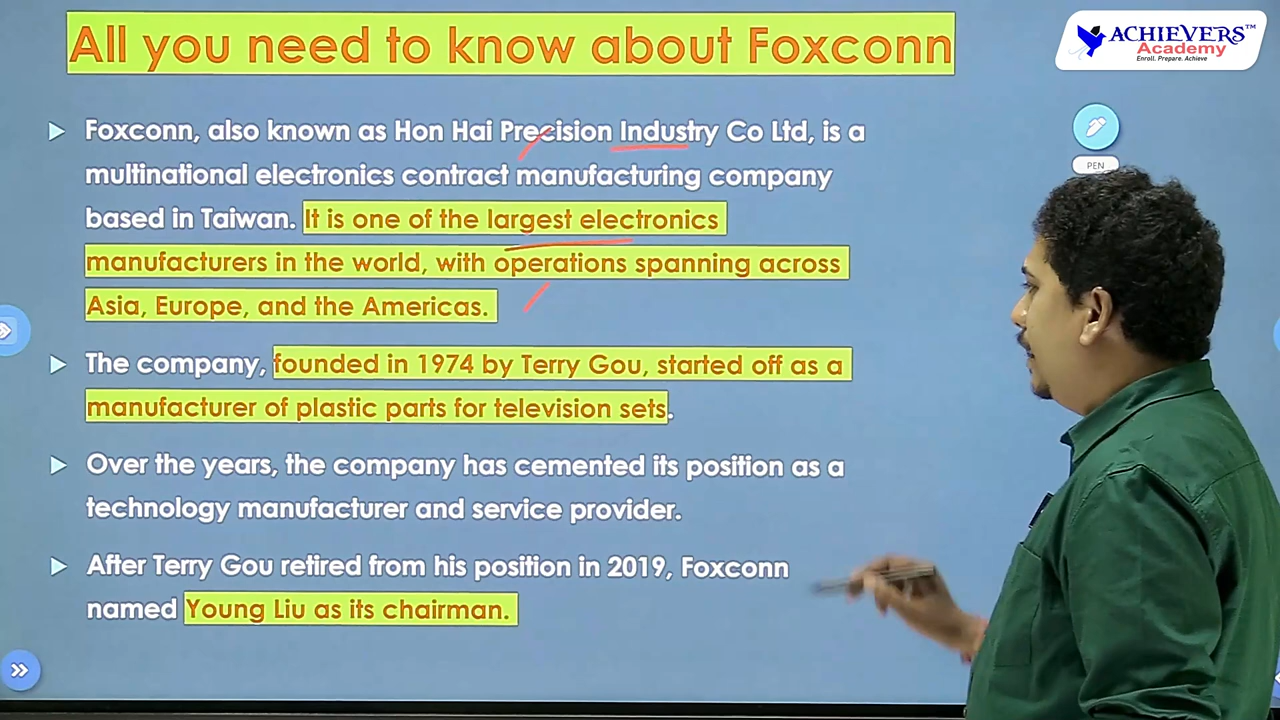 All you need to know about Foxconn
ACHIEVERS™
Academy
Enroll. Prepare. Achieve
PEN
Foxconn, also known as Hon Hai Precision Industry Co Ltd, is a
multinational electronics contract manufacturing company
based in Taiwan. It is one of the largest electronics
manufacturers in the world, with operations spanning across
Asia, Europe, and the Americas.
The company, founded in 1974 by Terry Gou, started off as a
manufacturer of plastic parts for television sets.
Over the years, the company has cemented its position as a
technology manufacturer and service provider.
After Terry Gou retired from his position in 2019, Foxconn
named Young Liu as its chairman.